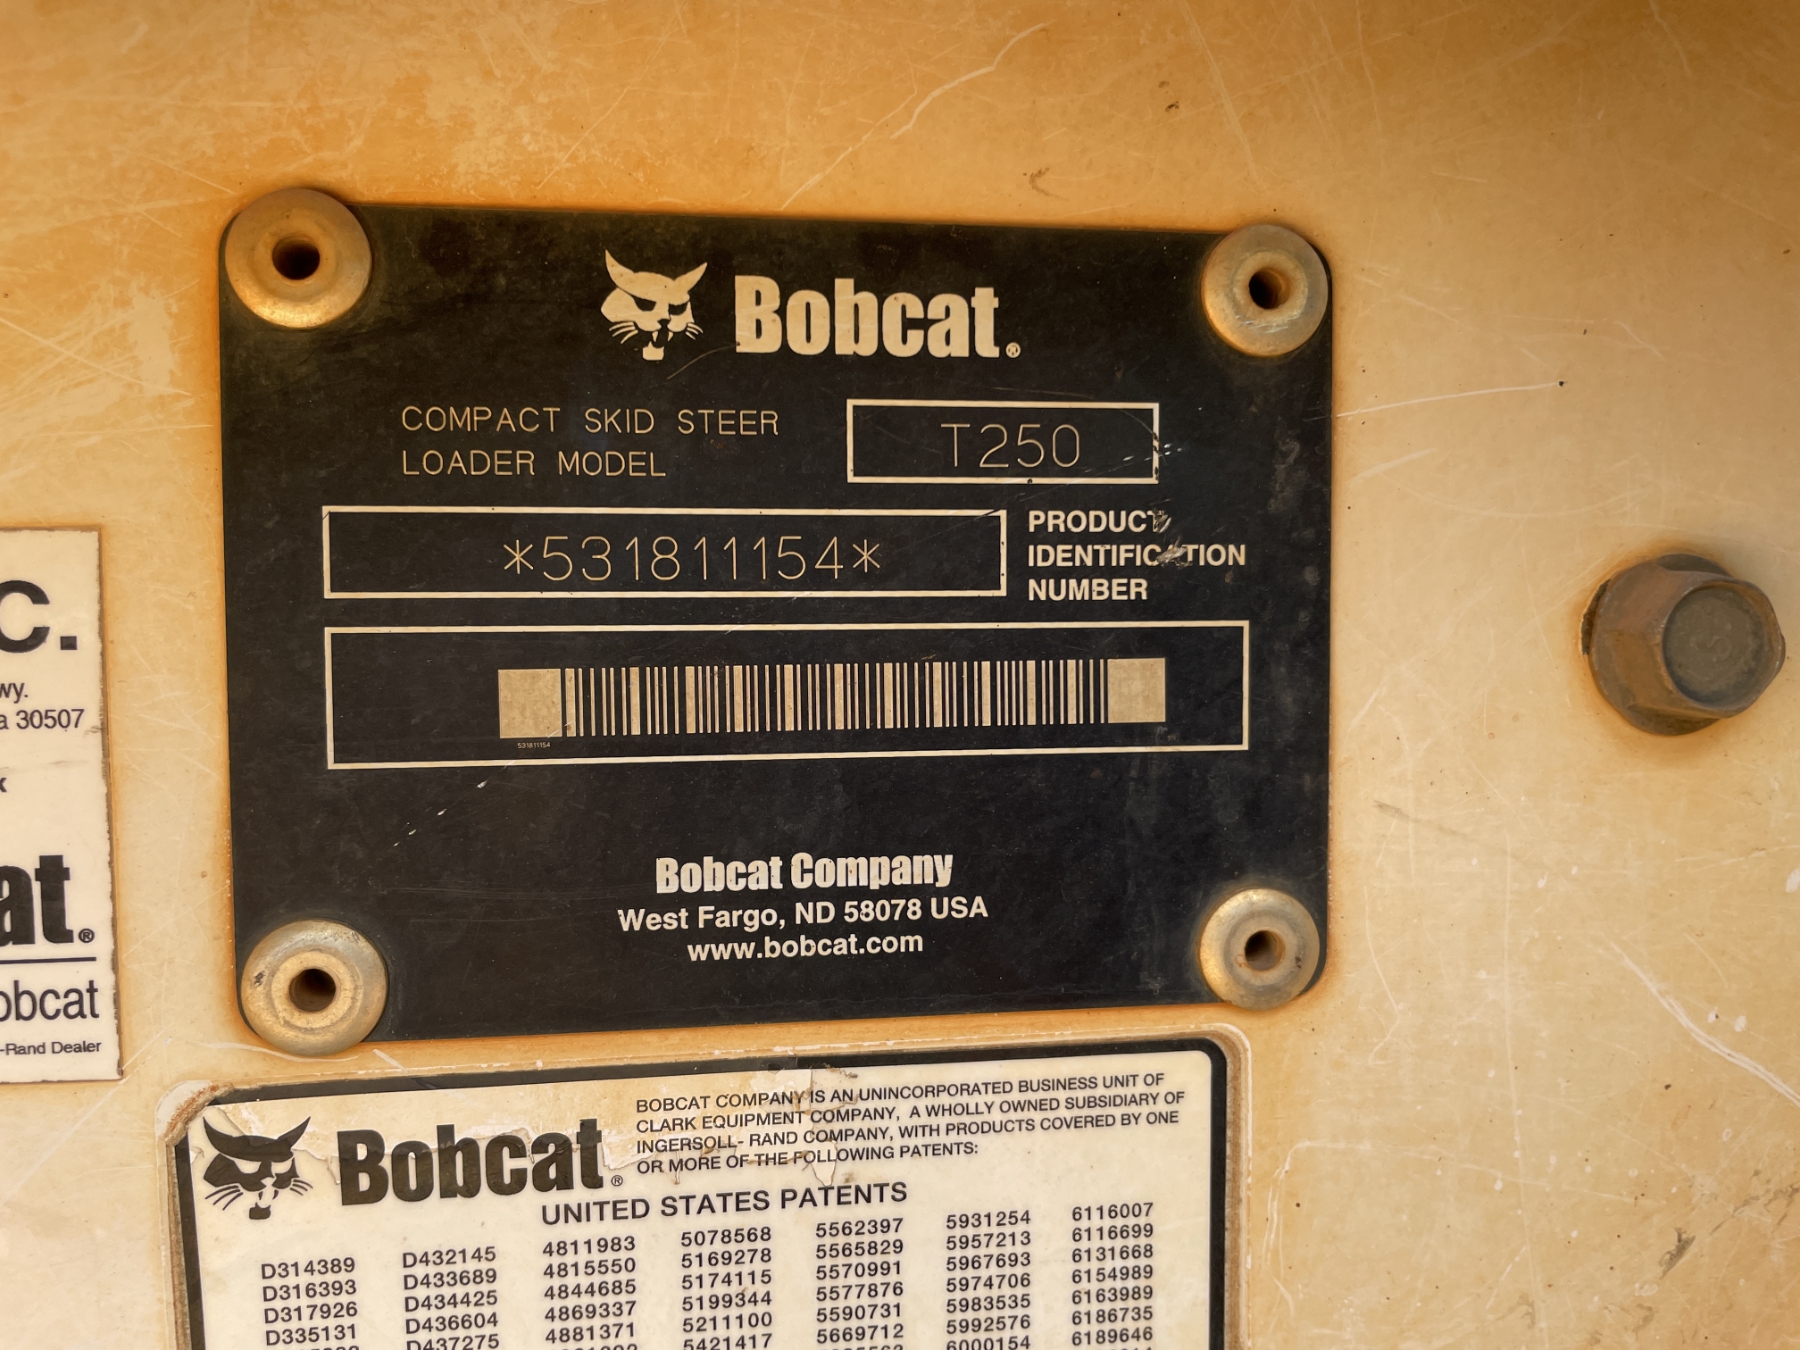 Bobcat®
COMPACT SKID STEER
LOADER MODEL
T250
*531811154*
PRODUCT
IDENTIFICATION
NUMBER
531811154
Bobcat Company
West Fargo, ND 58078 USA
www.bobcat.com
C.
wy.
a 30507
at.®
obcat
-Rand Dealer
Bobcat®
BOBCAT COMPANY IS AN UNINCORPORATED BUSINESS UNIT OF
CLARK EQUIPMENT COMPANY, A WHOLLY OWNED SUBSIDIARY OF
INGERSOLL- RAND COMPANY, WITH PRODUCTS COVERED BY ONE
OR MORE OF THE FOLLOWING PATENTS:
UNITED STATES PATENTS
D314389 D432145 4811983 5078568 5562397 5931254 6116007
D316393 D433689 4815550 5169278 5565829 5957213 6116699
D317926 D434425 4844685 5174115 5570991 5967693 6131668
D335131 D436604 4869337 5199344 5577876 5974706 6154989
D437275 4881371 5211100 5590731 5983535 6163989
5421417 5669712 5992576 6186735
6000154 6189646